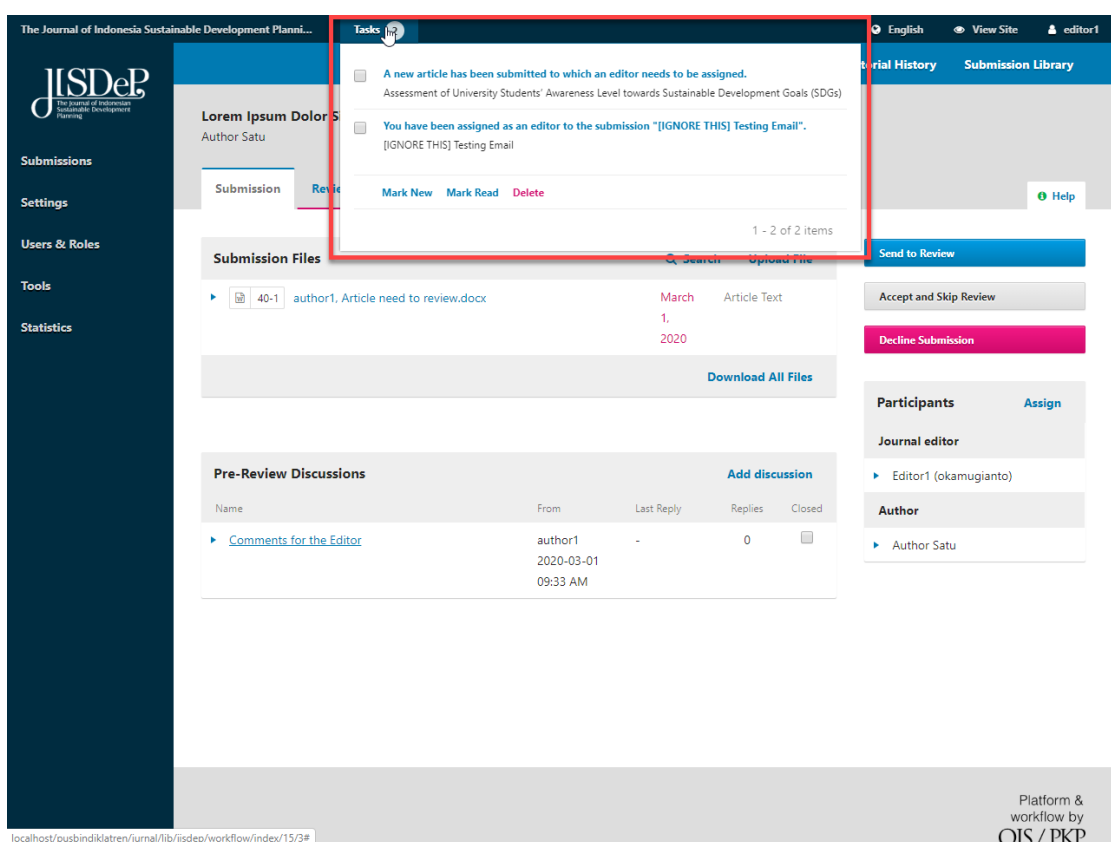 The Journal of Indonesia Sustainable Development Planni...
Tasks
English
View Site
editor1
JISDeP
The Journal of Indonesian
Sustainable Development
Planning
Submissions
Settings
Users & Roles
Tools
Statistics
A new article has been submitted to which an editor needs to be assigned.
Assessment of University Students' Awareness Level towards Sustainable Development Goals (SDGs)
You have been assigned as an editor to the submission "[IGNORE THIS] Testing Email".
[IGNORE THIS] Testing Email
Mark New Mark Read Delete
1 - 2 of 2 items
torial History
Submission Library
Lorem Ipsum Dolor S
Author Satu
Submission
Revie
Help
Submission Files
Search
Upload File
40-1 author1, Article need to review.docx
March
1,
2020
Article Text
Download All Files
Send to Review
Accept and Skip Review
Decline Submission
Participants Assign
Journal editor
Editor1 (okamugianto)
Author
Author Satu
Pre-Review Discussions
Add discussion
Name From Last Reply Replies Closed
Comments for the Editor
author1
2020-03-01
09:33 AM
-
0
Platform &
workflow by
OJS / PKP
localhost/pusbindiklatren/jurnal/lib/jisdep/workflow/index/15/3#